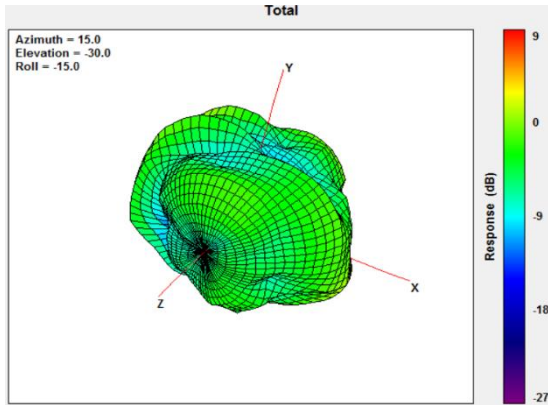 Total
Azimuth = 15.0
Elevation = -30.0
Roll = -15.0
Y
X
Z
Response (dB)
9
0
-9
-18
-27